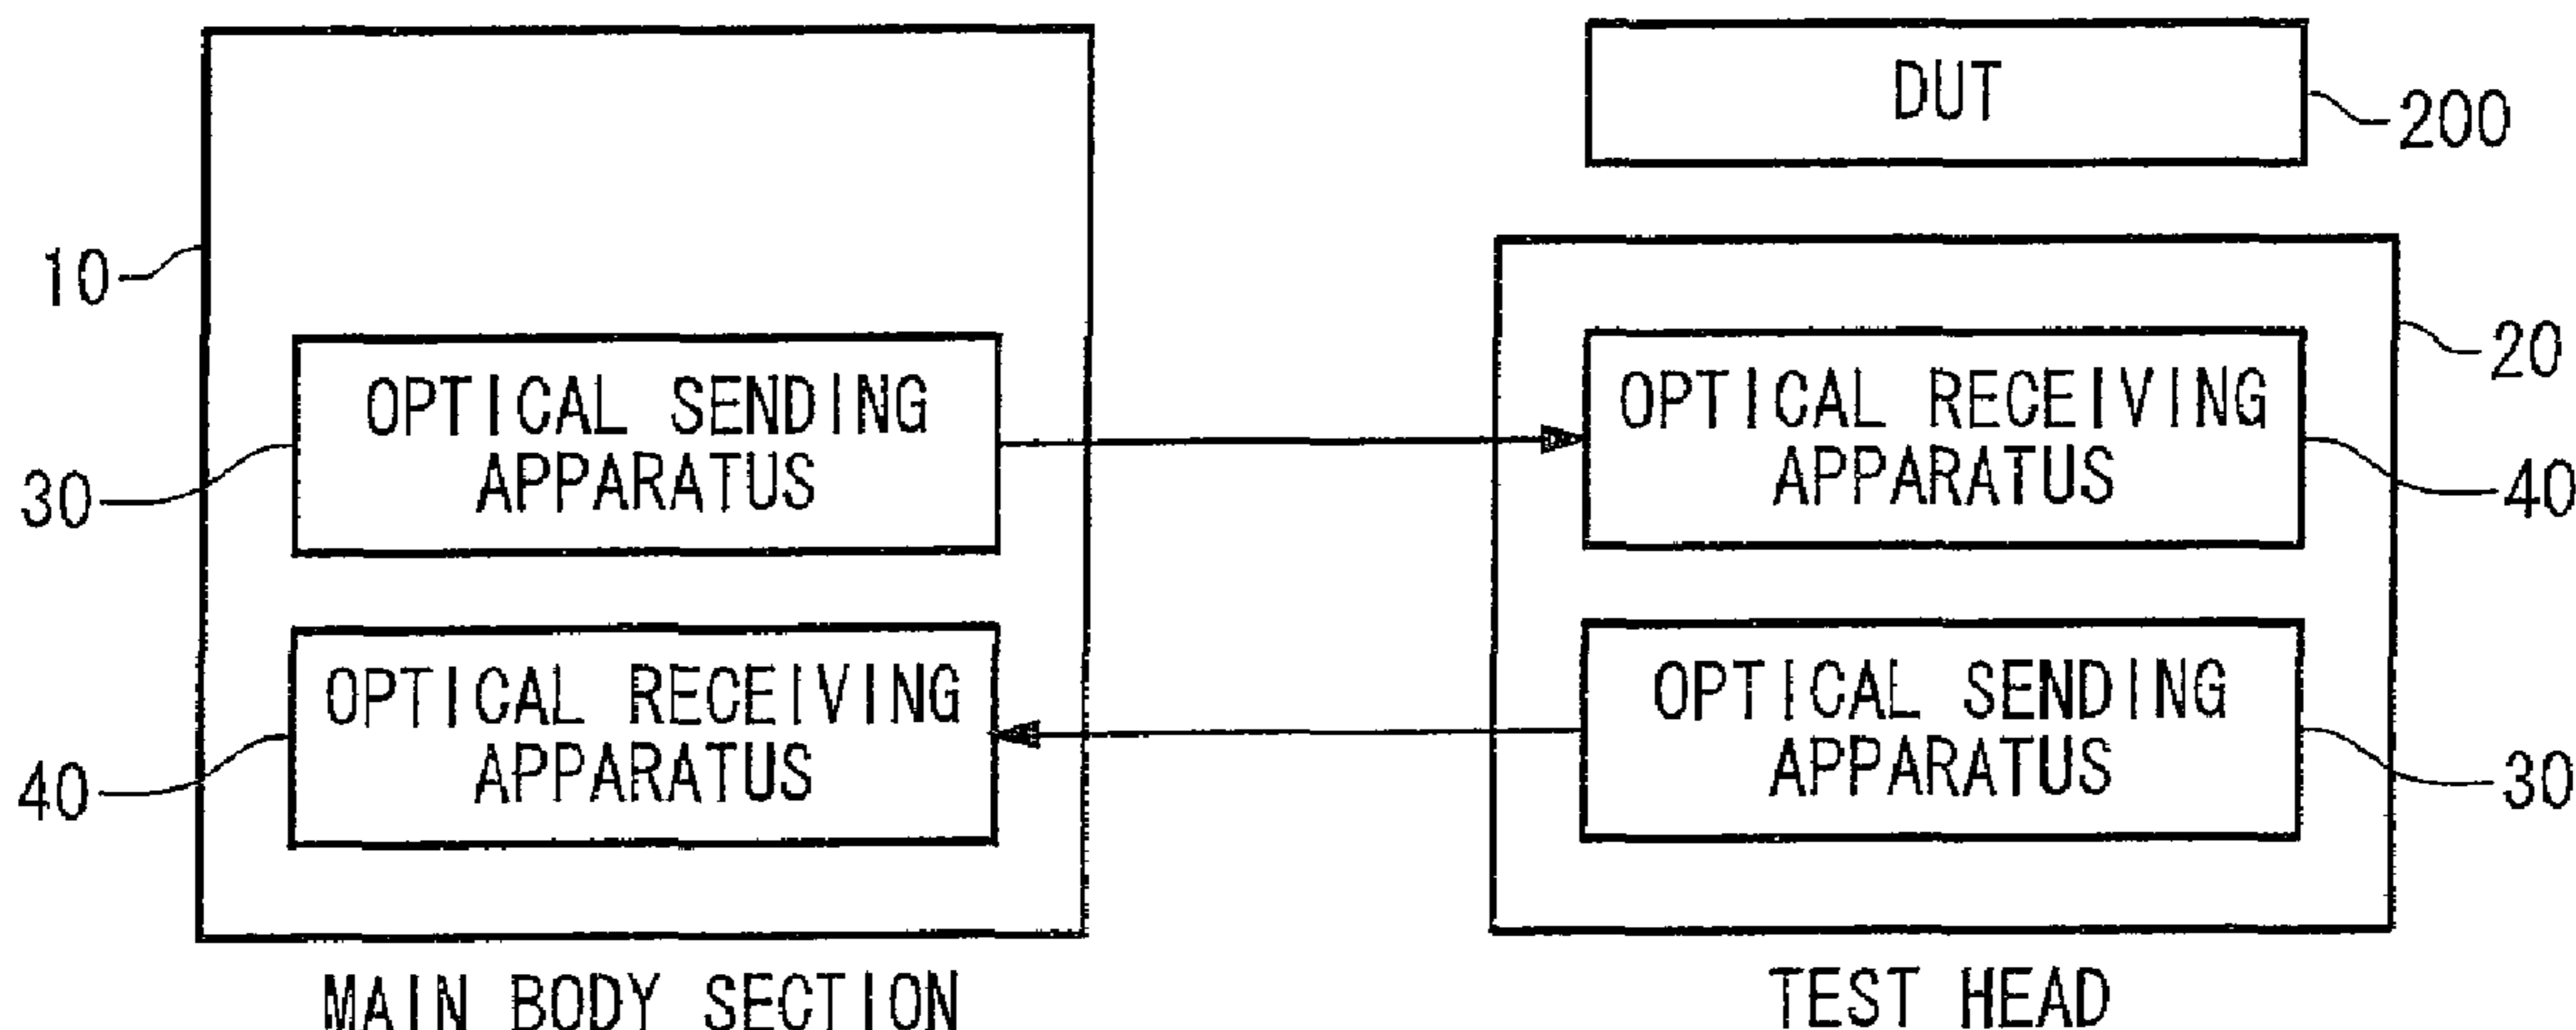 DUT
200
10
20
OPTICAL SENDING
APPARATUS
30
OPTICAL RECEIVING
APPARATUS
40
OPTICAL RECEIVING
APPARATUS
40
OPTICAL SENDING
APPARATUS
30
MAIN BODY SECTION
TEST HEAD